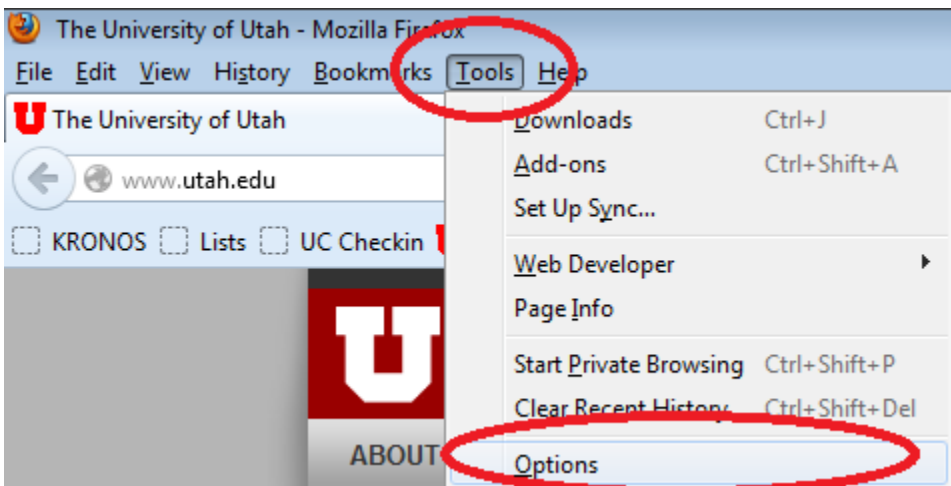 The University of Utah - Mozilla Firefox
File Edit View History Bookmarks Tools Help
The University of Utah
www.utah.edu
KRONOS Lists UC Checkin
Downloads Ctrl+J
Add-ons Ctrl+Shift+A
Set Up Sync...
Web Developer
Page Info
Start Private Browsing Ctrl+Shift+P
Clear Recent History... Ctrl+Shift+Del
Options
U
ABOUT